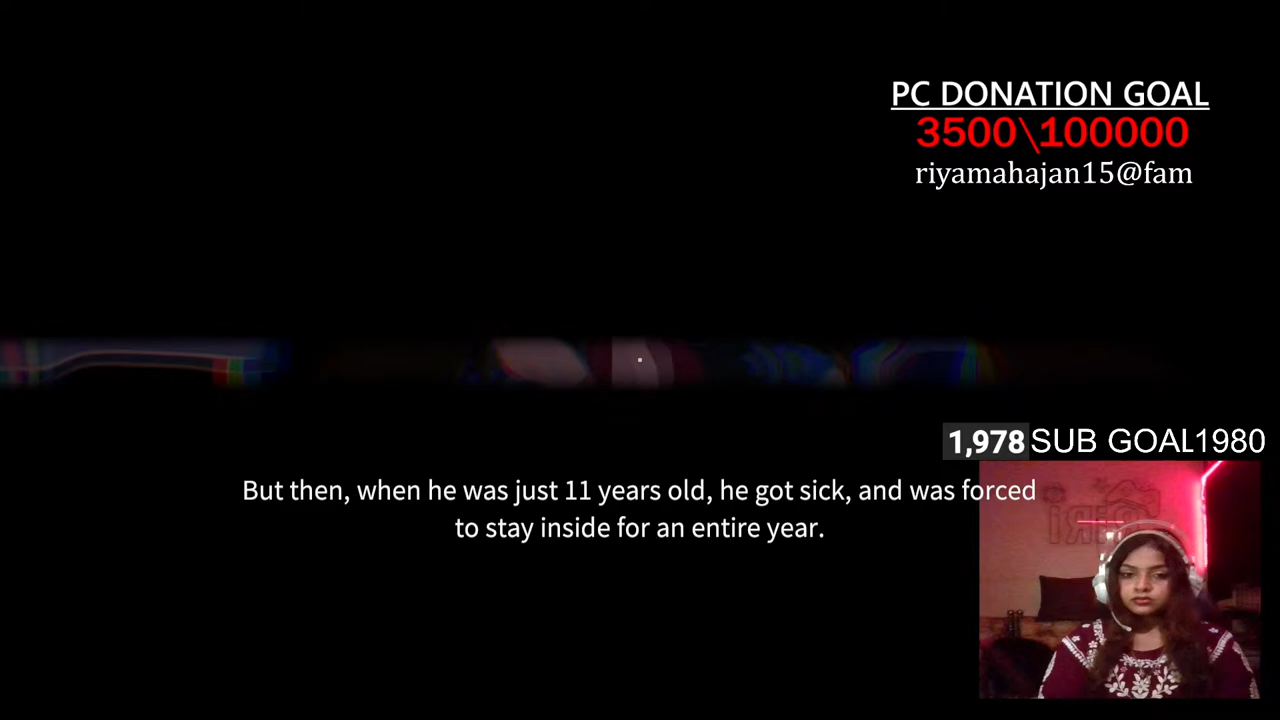 PC DONATION GOAL
3500\100000
riyamahajan15@fam
1,978 SUB GOAL1980
But then, when he was just 11 years old, he got sick, and was forced
to stay inside for an entire year.